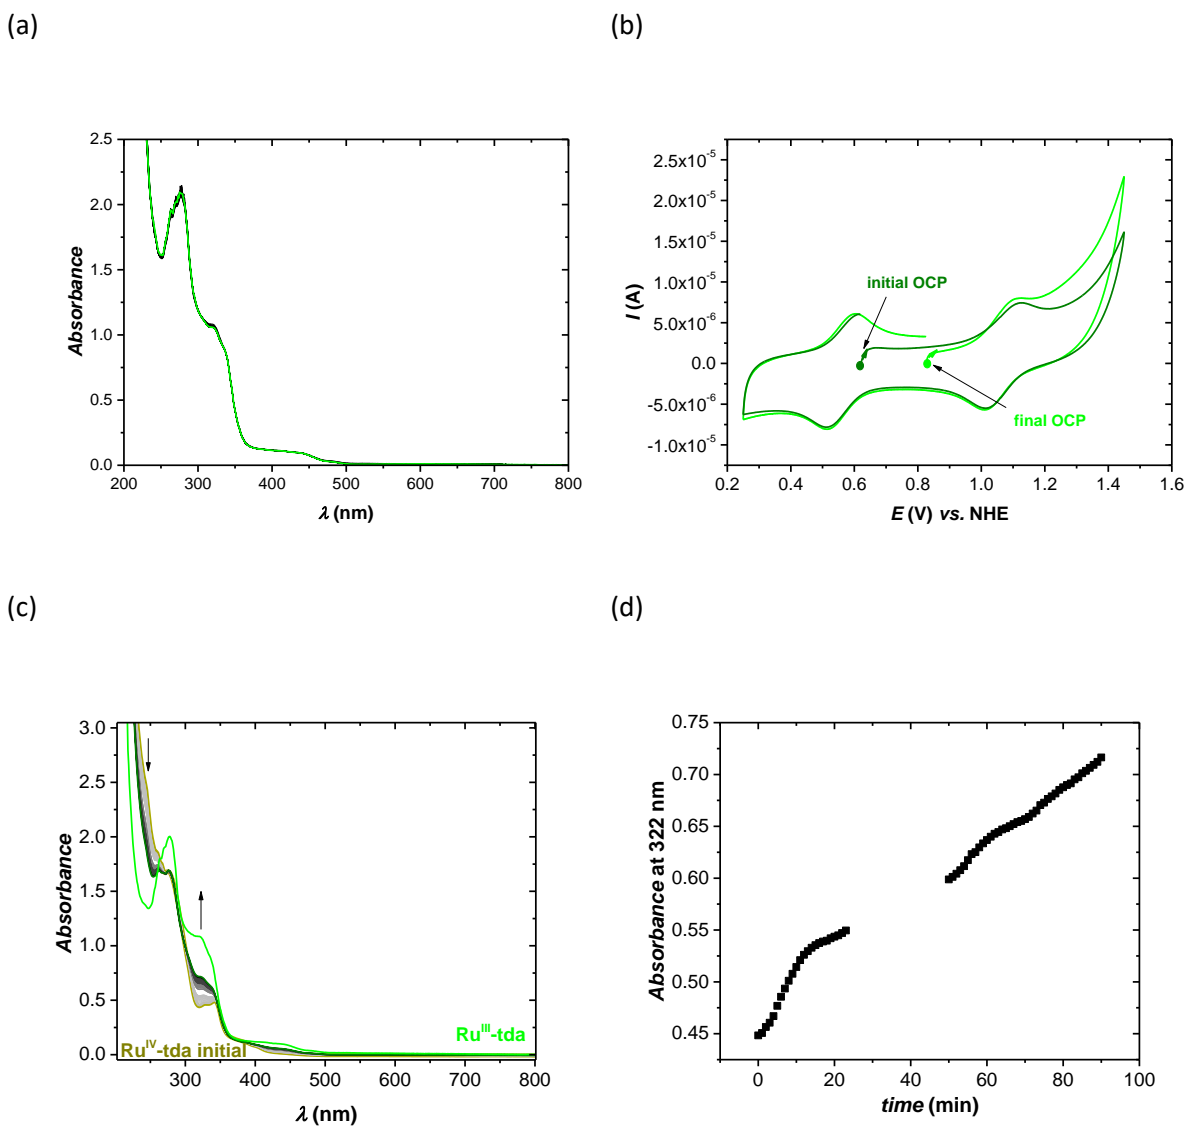 (a)
(b)
2.5
2.0
1.5
1.0
0.5
0.0
200 300 400 500 600 700 800
Absorbance
λ (nm)
2.5x10⁻⁵
2.0x10⁻⁵
1.5x10⁻⁵
1.0x10⁻⁵
5.0x10⁻⁶
0.0
-5.0x10⁻⁶
-1.0x10⁻⁵
0.2 0.4 0.6 0.8 1.0 1.2 1.4 1.6
I (A)
E (V) vs. NHE
initial OCP
final OCP
(c)
(d)
3.0
2.5
2.0
1.5
1.0
0.5
0.0
300 400 500 600 700 800
Absorbance
λ (nm)
Ruᴵⱽ-tda initial
Ruᴵᴵᴵ-tda
0.75
0.70
0.65
0.60
0.55
0.50
0.45
0 20 40 60 80 100
Absorbance at 322 nm
time (min)